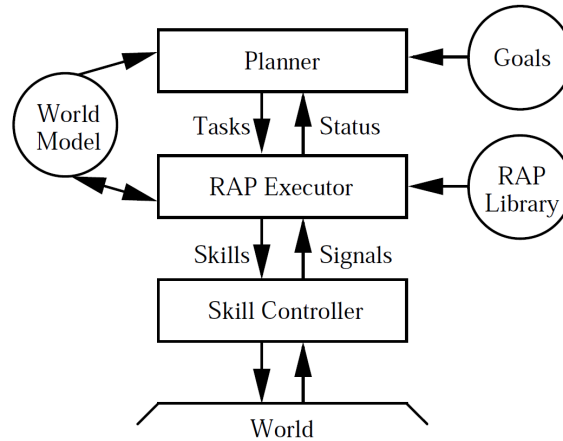 Planner
Goals
World
Model
Tasks
Status
RAP Executor
RAP
Library
Skills
Signals
Skill Controller
World